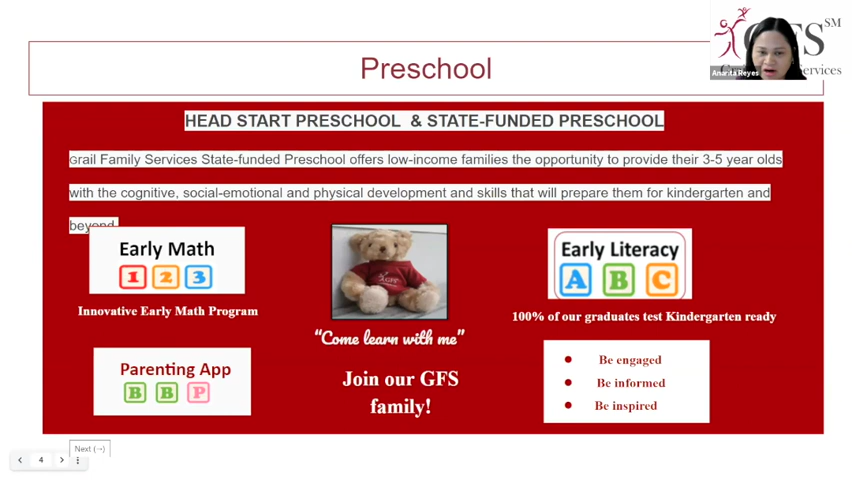 GFS SM
Services
Anarita Reyes
Preschool
HEAD START PRESCHOOL & STATE-FUNDED PRESCHOOL
Grail Family Services State-funded Preschool offers low-income families the opportunity to provide their 3-5 year olds
with the cognitive, social-emotional and physical development and skills that will prepare them for kindergarten and
beyond.
Early Math
1 2 3
Innovative Early Math Program
GFS
"Come learn with me"
Early Literacy
A B C
100% of our graduates test Kindergarten ready
Parenting App
B B P
Join our GFS
family!
Be engaged
Be informed
Be inspired
Next (→)
4